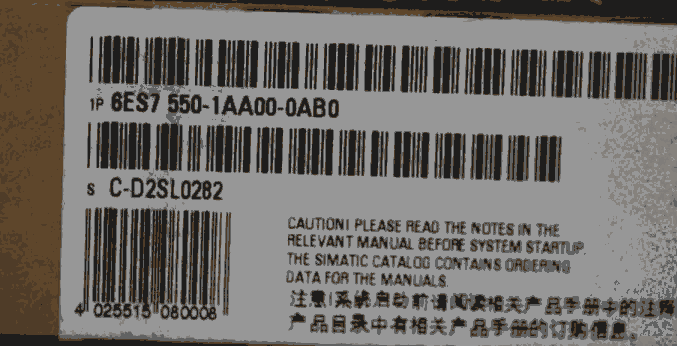 1P 6ES7 550-1AA00-0AB0
S C-D2SL0282
CAUTION! PLEASE READ THE NOTES IN THE
RELEVANT MANUAL BEFORE SYSTEM STARTUP
THE SIMATIC CATALOG CONTAINS ORDERING
DATA FOR THE MANUALS.
注意!系统启动前请阅读相关产品手册中的注释
产品目录中有相关产品手册的订购信息。
4 025515 080008